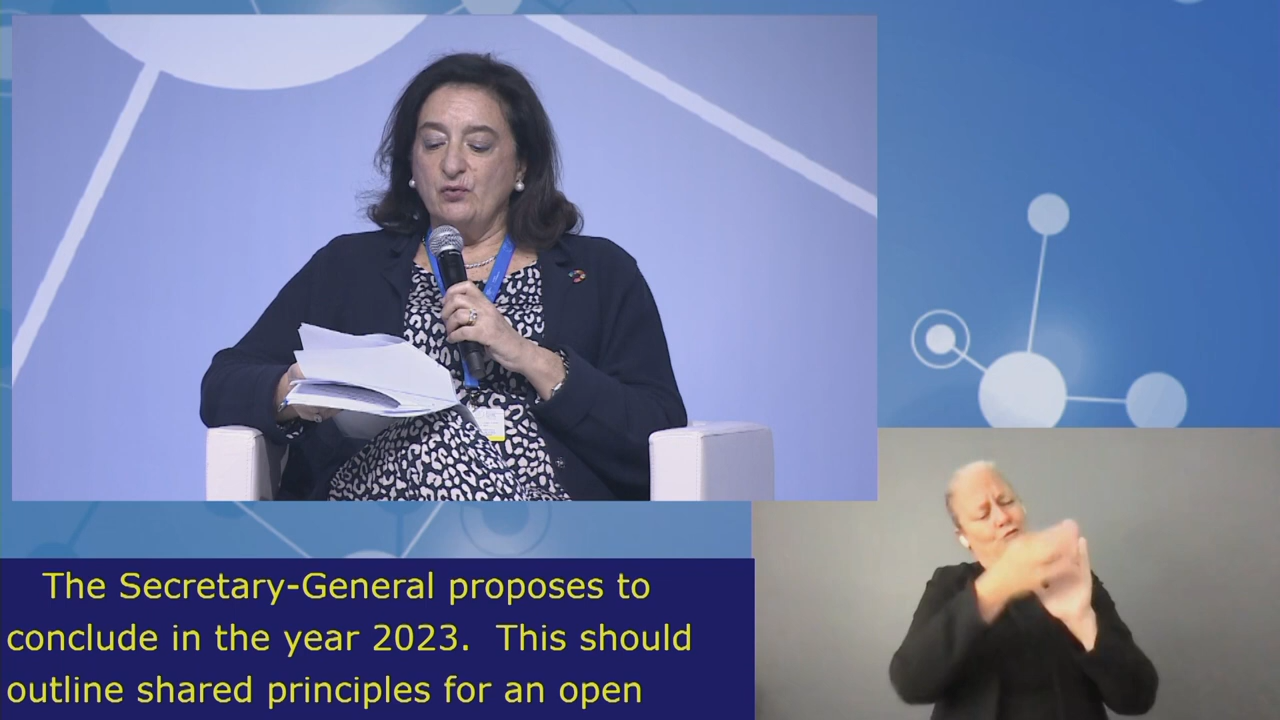 The Secretary-General proposes to
conclude in the year 2023.  This should
outline shared principles for an open